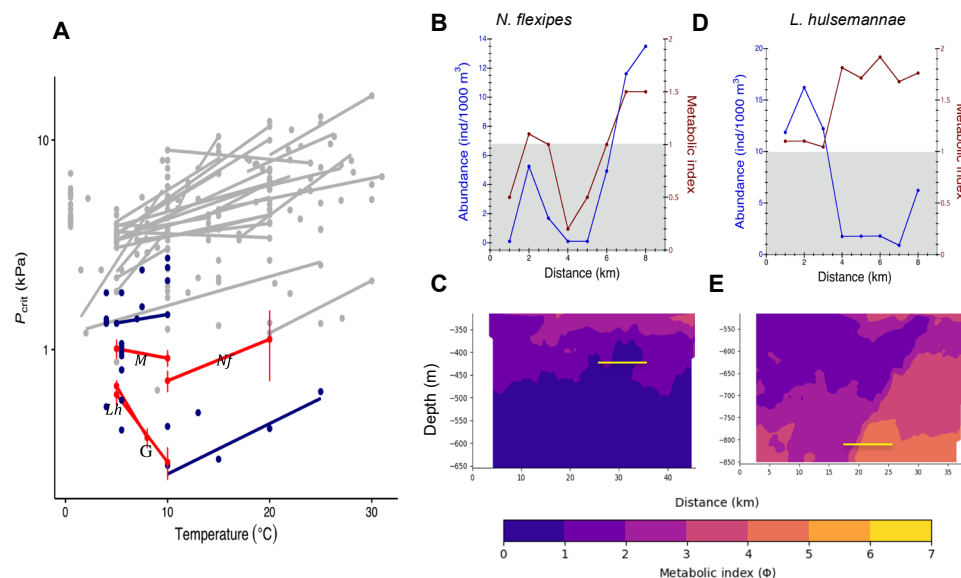 A
10
1
P crit (kPa)
M
Nf
Lh
G
0
10
20
30
Temperature (°C)
B
N. flexipes
Abundance (ind/1000 m³)
14
12
10
8
6
4
2
0
2
1.5
1
0.5
0
Metabolic index
0 2 4 6 8
Distance (km)
D
L. hulsemannae
Abundance (ind/1000 m³)
20
15
10
5
0
2
1.5
1
0.5
0
Metabolic index
0 2 4 6 8
Distance (km)
C
Depth (m)
−350
−400
−450
−500
−550
−600
−650
0 10 20 30 40
E
−550
−600
−650
−700
−750
−800
−850
0 5 10 15 20 25 30 35
Distance (km)
0 1 2 3 4 5 6 7
Metabolic index (Φ)